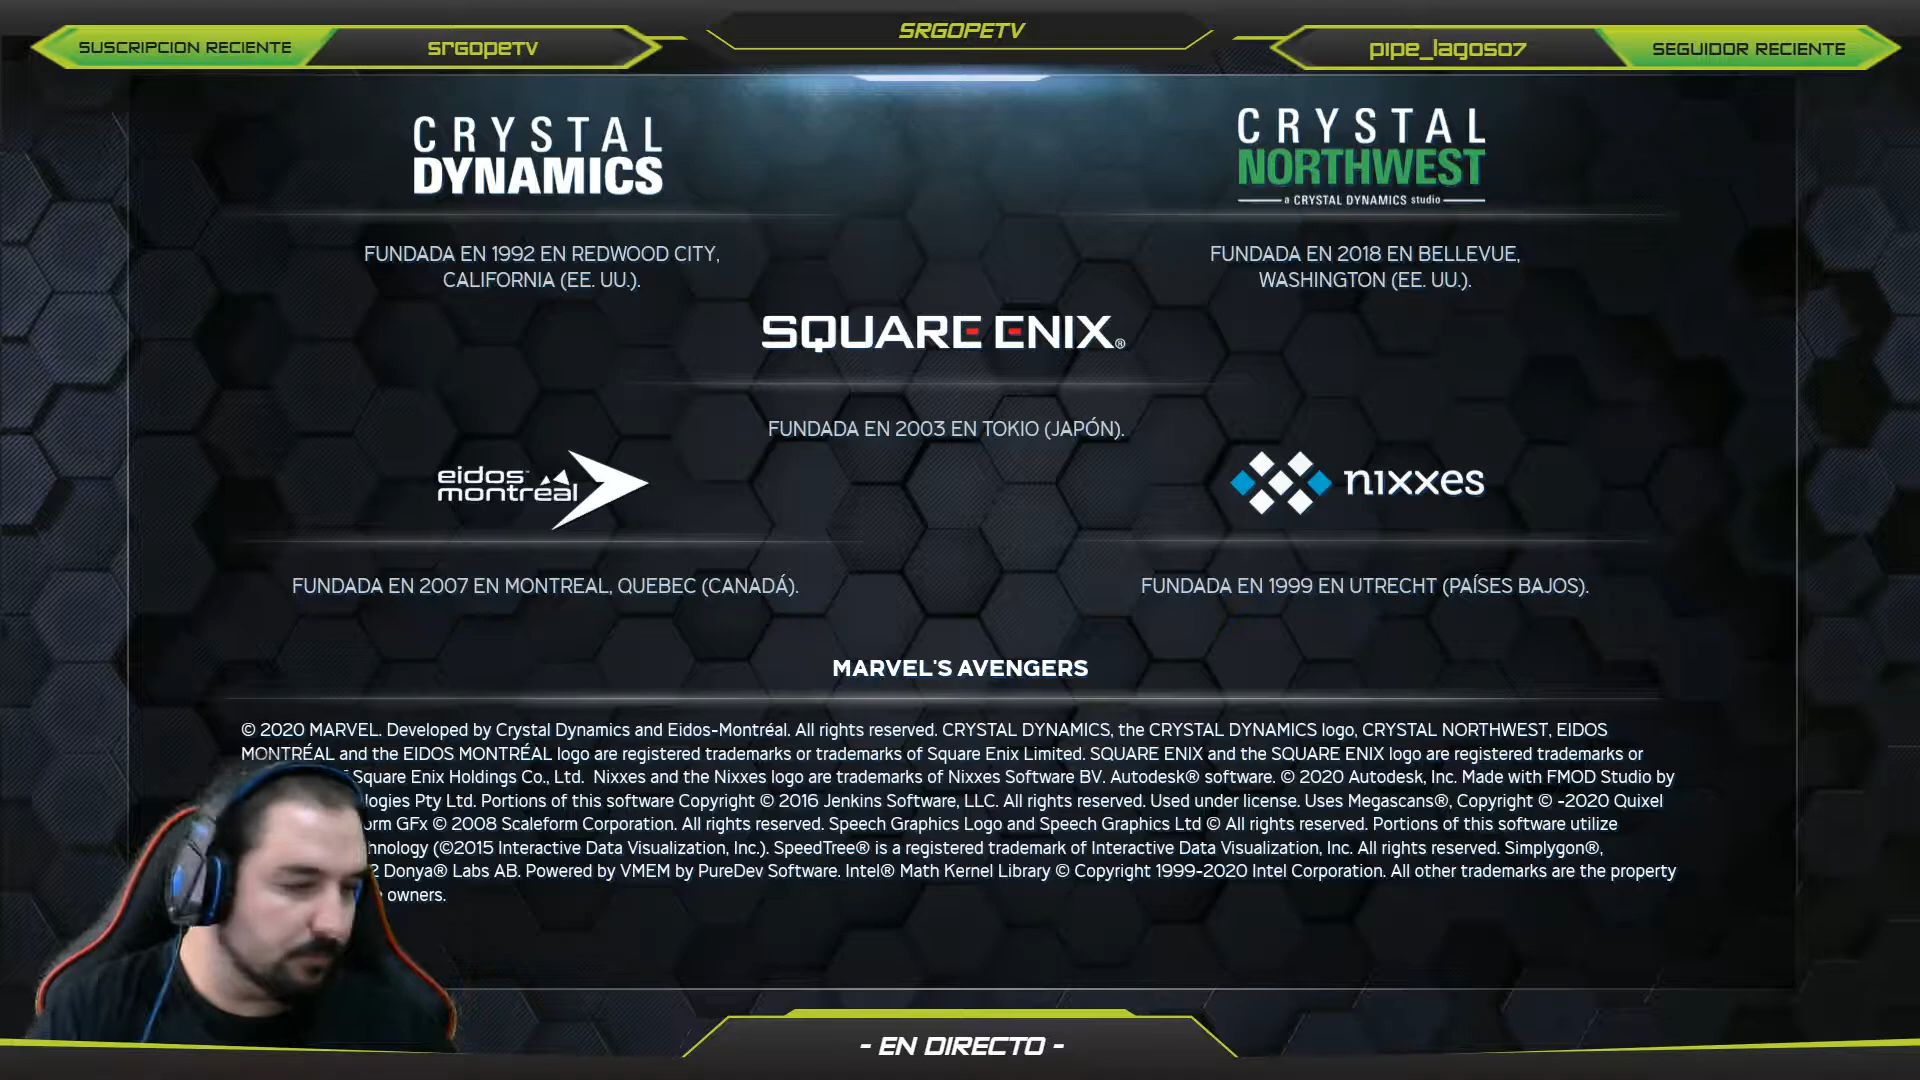 SUSCRIPCION RECIENTE
srgopetv
SRGOPETV
pipe_lagos07
SEGUIDOR RECIENTE
CRYSTAL
DYNAMICS
CRYSTAL
NORTHWEST
a CRYSTAL DYNAMICS studio
FUNDADA EN 1992 EN REDWOOD CITY,
CALIFORNIA (EE. UU.).
FUNDADA EN 2018 EN BELLEVUE,
WASHINGTON (EE. UU.).
SQUARE ENIX®
FUNDADA EN 2003 EN TOKIO (JAPÓN).
eidos™
montréal
nixxes
FUNDADA EN 2007 EN MONTREAL, QUEBEC (CANADÁ).
FUNDADA EN 1999 EN UTRECHT (PAÍSES BAJOS).
MARVEL'S AVENGERS
© 2020 MARVEL. Developed by Crystal Dynamics and Eidos-Montréal. All rights reserved. CRYSTAL DYNAMICS, the CRYSTAL DYNAMICS logo, CRYSTAL NORTHWEST, EIDOS
MONTRÉAL and the EIDOS MONTRÉAL logo are registered trademarks or trademarks of Square Enix Limited. SQUARE ENIX and the SQUARE ENIX logo are registered trademarks or
Square Enix Holdings Co., Ltd. Nixxes and the Nixxes logo are trademarks of Nixxes Software BV. Autodesk® software. © 2020 Autodesk, Inc. Made with FMOD Studio by
logies Pty Ltd. Portions of this software Copyright © 2016 Jenkins Software, LLC. All rights reserved. Used under license. Uses Megascans®, Copyright © -2020 Quixel
orm GFx © 2008 Scaleform Corporation. All rights reserved. Speech Graphics Logo and Speech Graphics Ltd © All rights reserved. Portions of this software utilize
hnology (©2015 Interactive Data Visualization, Inc.). SpeedTree® is a registered trademark of Interactive Data Visualization, Inc. All rights reserved. Simplygon®,
2 Donya® Labs AB. Powered by VMEM by PureDev Software. Intel® Math Kernel Library © Copyright 1999-2020 Intel Corporation. All other trademarks are the property
owners.
- EN DIRECTO -